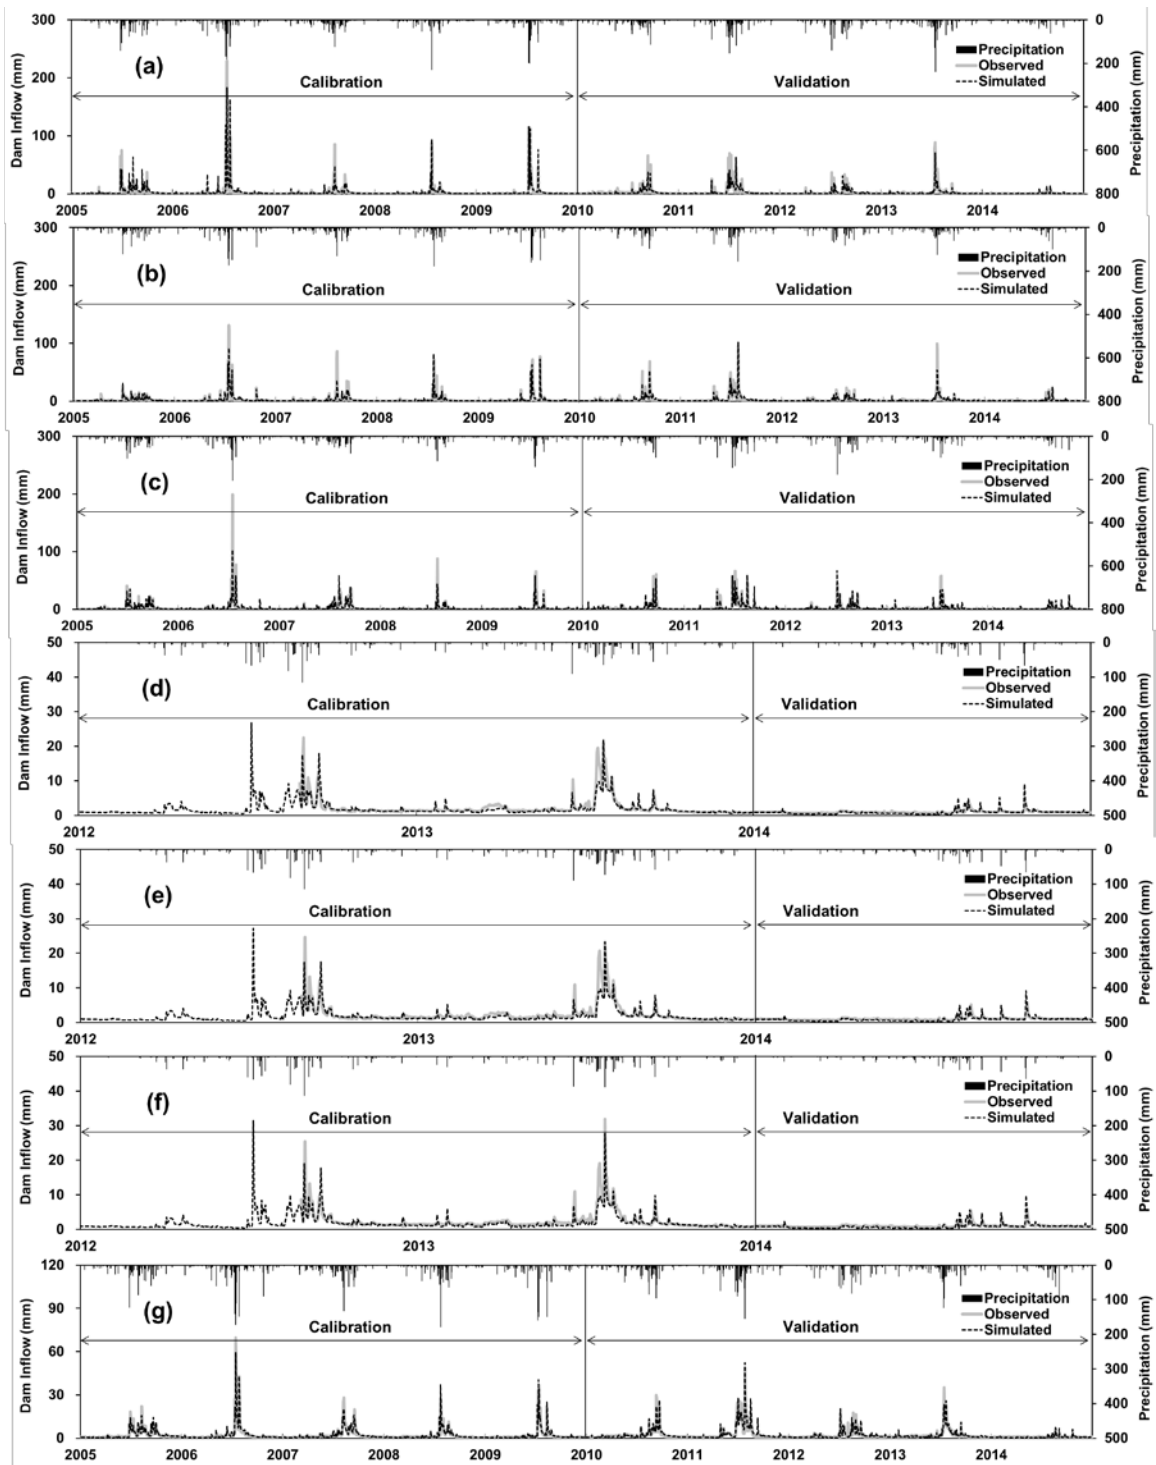 300
0
(a)
Precipitation
Observed
Simulated
200
200
Calibration
Validation
400
100
600
0
800
Dam Inflow (mm)
Precipitation (mm)
2005 2006 2007 2008 2009 2010 2011 2012 2013 2014
300
0
(b)
Precipitation
Observed
Simulated
200
200
Calibration
Validation
400
100
600
0
800
Dam Inflow (mm)
Precipitation (mm)
2005 2006 2007 2008 2009 2010 2011 2012 2013 2014
300
0
(c)
Precipitation
Observed
Simulated
200
200
Calibration
Validation
400
100
600
0
800
Dam Inflow (mm)
Precipitation (mm)
2005 2006 2007 2008 2009 2010 2011 2012 2013 2014
50
0
(d)
Precipitation
Observed
Simulated
40
100
Calibration
Validation
30
200
20
300
10
400
0
500
Dam Inflow (mm)
Precipitation (mm)
2012 2013 2014
50
0
(e)
Precipitation
Observed
Simulated
40
100
Calibration
Validation
30
200
20
300
10
400
0
500
Dam Inflow (mm)
Precipitation (mm)
2012 2013 2014
50
0
(f)
Precipitation
Observed
Simulated
40
100
Calibration
Validation
30
200
20
300
10
400
0
500
Dam Inflow (mm)
Precipitation (mm)
2012 2013 2014
120
0
(g)
Precipitation
Observed
Simulated
90
100
Calibration
Validation
200
60
300
30
400
0
500
Dam Inflow (mm)
Precipitation (mm)
2005 2006 2007 2008 2009 2010 2011 2012 2013 2014